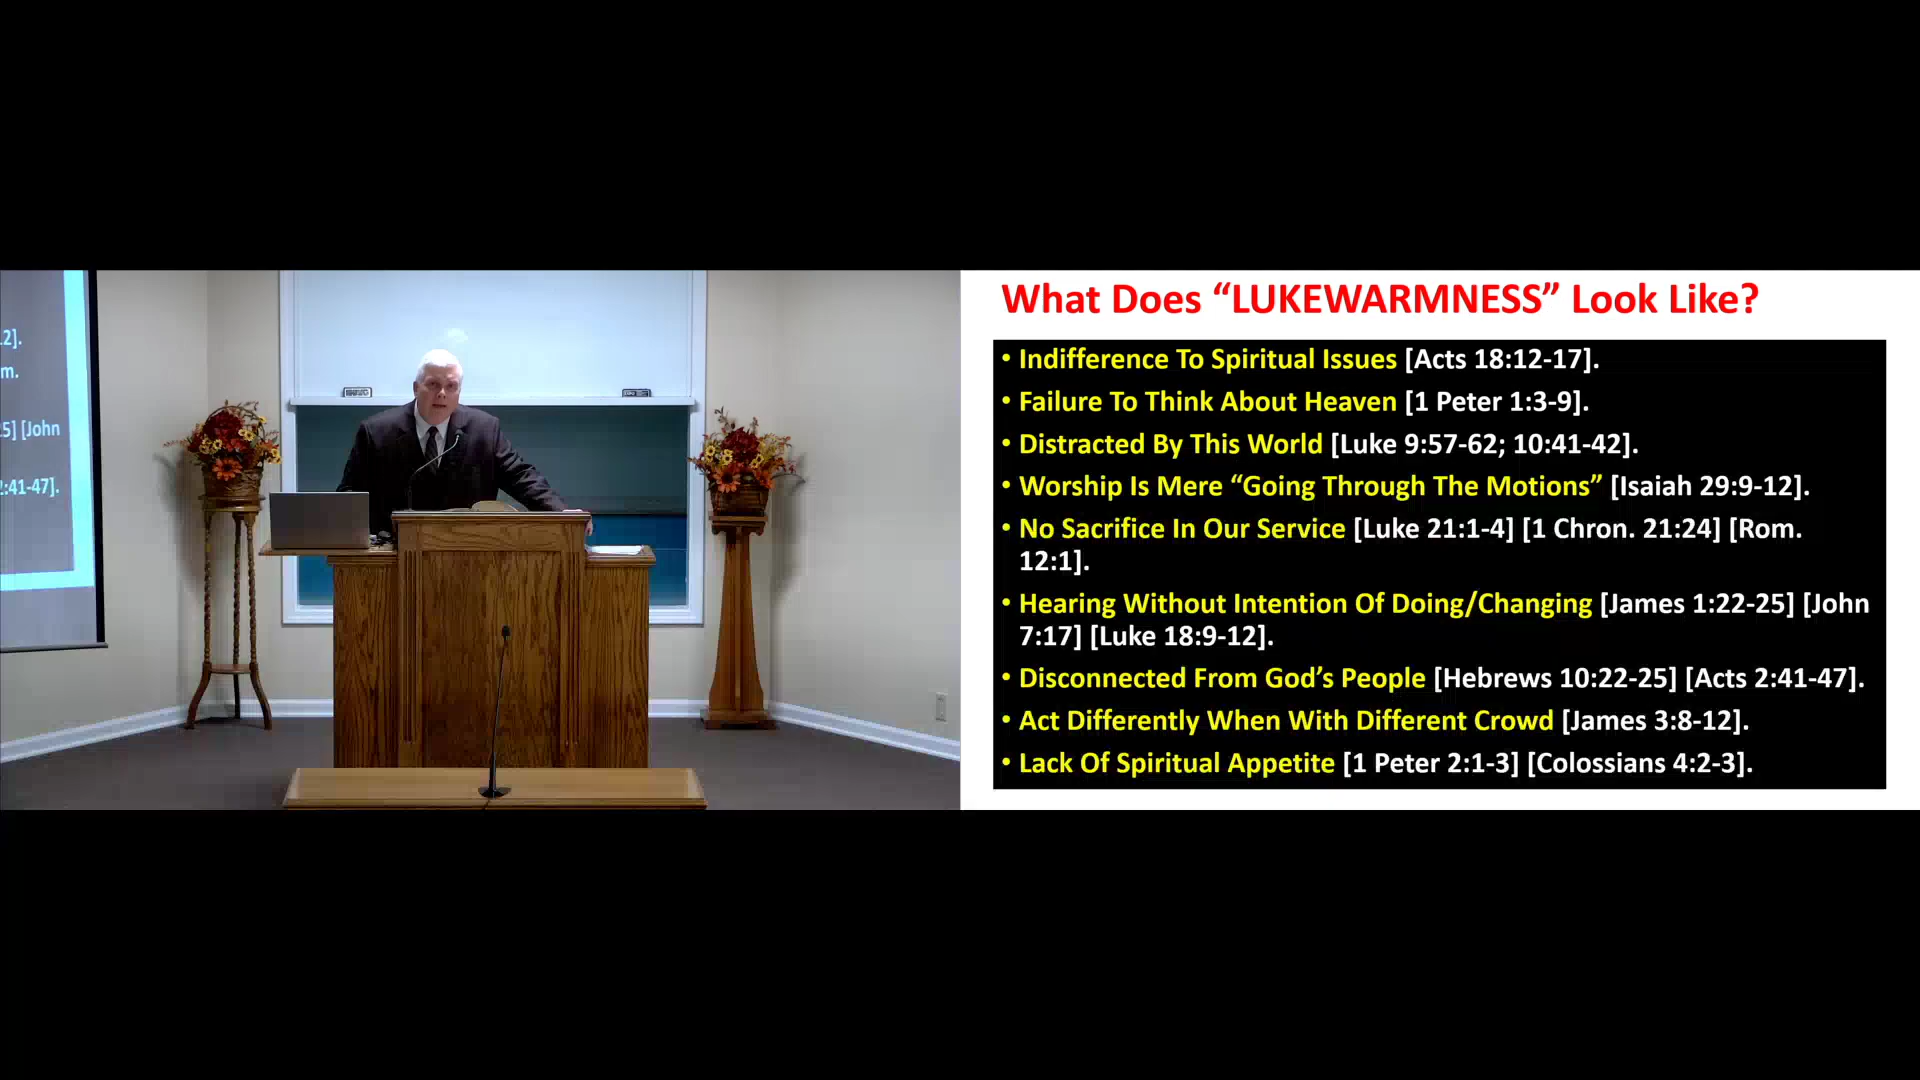 2].
m.
5] [John
2:41-47].
What Does “LUKEWARMNESS” Look Like?
• Indifference To Spiritual Issues [Acts 18:12-17].
• Failure To Think About Heaven [1 Peter 1:3-9].
• Distracted By This World [Luke 9:57-62; 10:41-42].
• Worship Is Mere “Going Through The Motions” [Isaiah 29:9-12].
• No Sacrifice In Our Service [Luke 21:1-4] [1 Chron. 21:24] [Rom.
12:1].
• Hearing Without Intention Of Doing/Changing [James 1:22-25] [John
7:17] [Luke 18:9-12].
• Disconnected From God’s People [Hebrews 10:22-25] [Acts 2:41-47].
• Act Differently When With Different Crowd [James 3:8-12].
• Lack Of Spiritual Appetite [1 Peter 2:1-3] [Colossians 4:2-3].